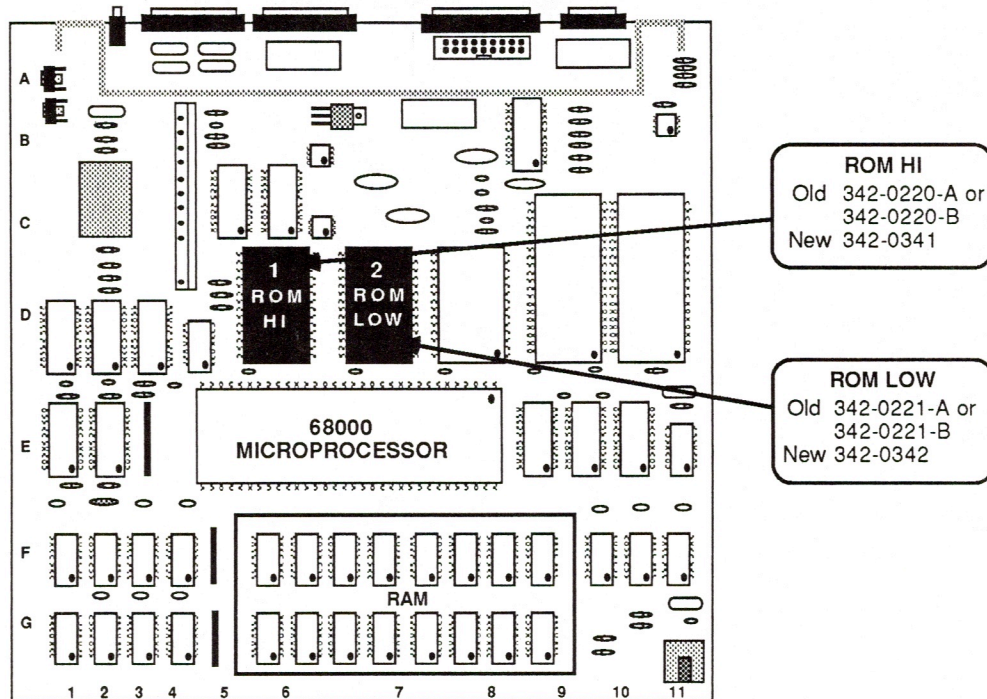 A
B
C
D
E
F
G
1
ROM
HI
2
ROM
LOW
68000
MICROPROCESSOR
RAM
1 2 3 4 5 6 7 8 9 10 11
ROM HI
Old 342-0220-A or
342-0220-B
New 342-0341
ROM LOW
Old 342-0221-A or
342-0221-B
New 342-0342